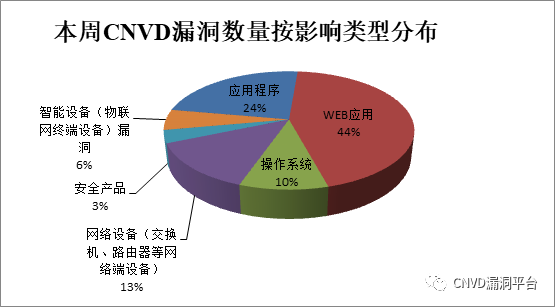 本周CNVD漏洞数量按影响类型分布
应用程序
24%
WEB应用
44%
操作系统
10%
网络设备（交换
机、路由器等网
络端设备）
13%
安全产品
3%
智能设备（物联
网终端设备）漏
洞
6%
CNVD漏洞平台